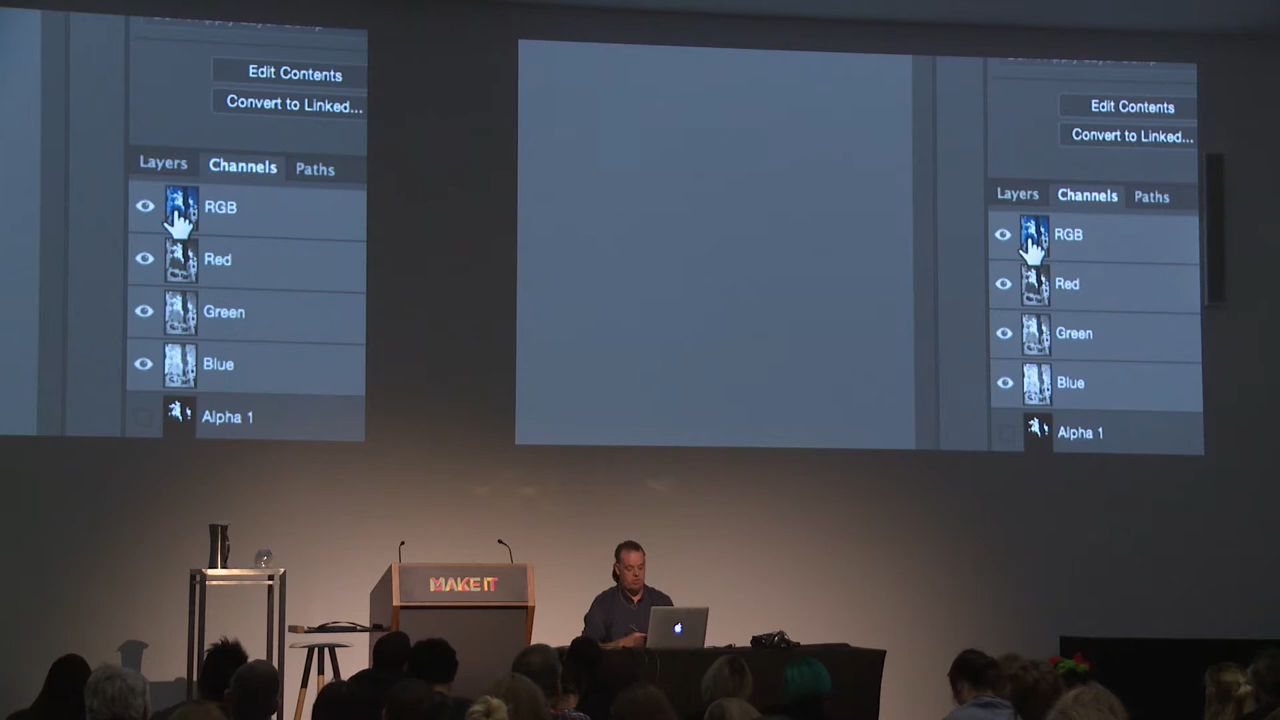 Edit Contents
Convert to Linked...
Layers Channels Paths
RGB
Red
Green
Blue
Alpha 1
Edit Contents
Convert to Linked...
Layers Channels Paths
RGB
Red
Green
Blue
Alpha 1
MAKE IT